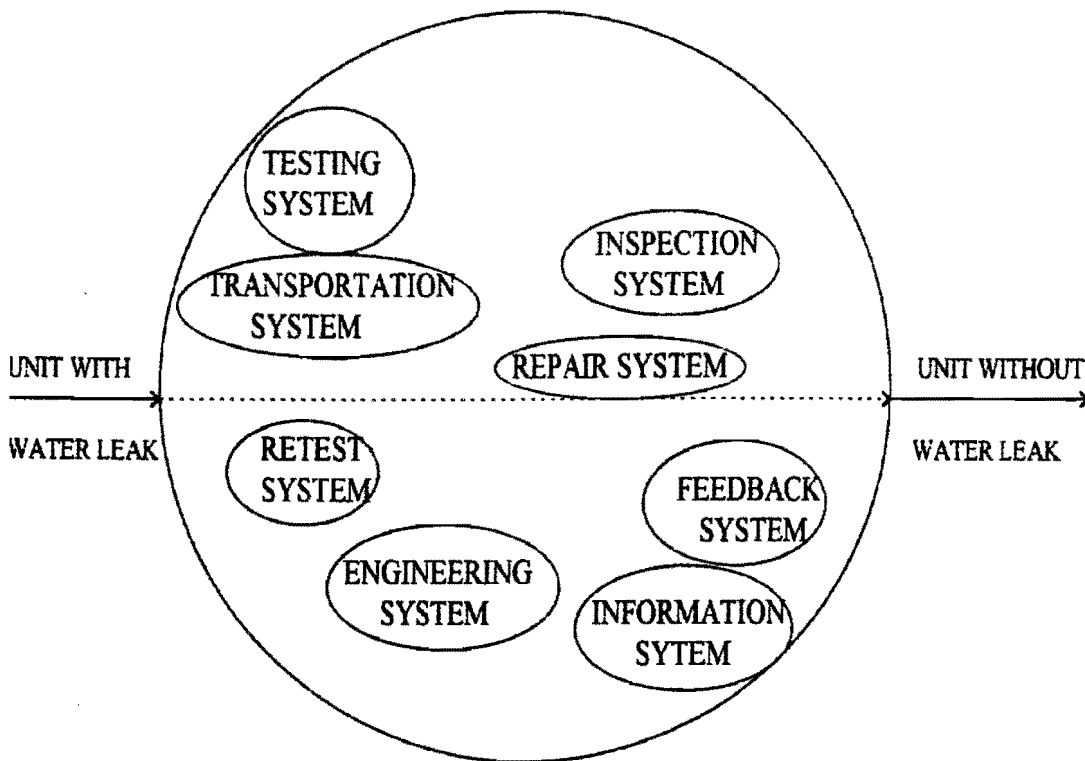 TESTING
SYSTEM
INSPECTION
SYSTEM
TRANSPORTATION
SYSTEM
UNIT WITH
REPAIR SYSTEM
UNIT WITHOUT
WATER LEAK
RETEST
SYSTEM
WATER LEAK
FEEDBACK
SYSTEM
ENGINEERING
SYSTEM
INFORMATION
SYTEM